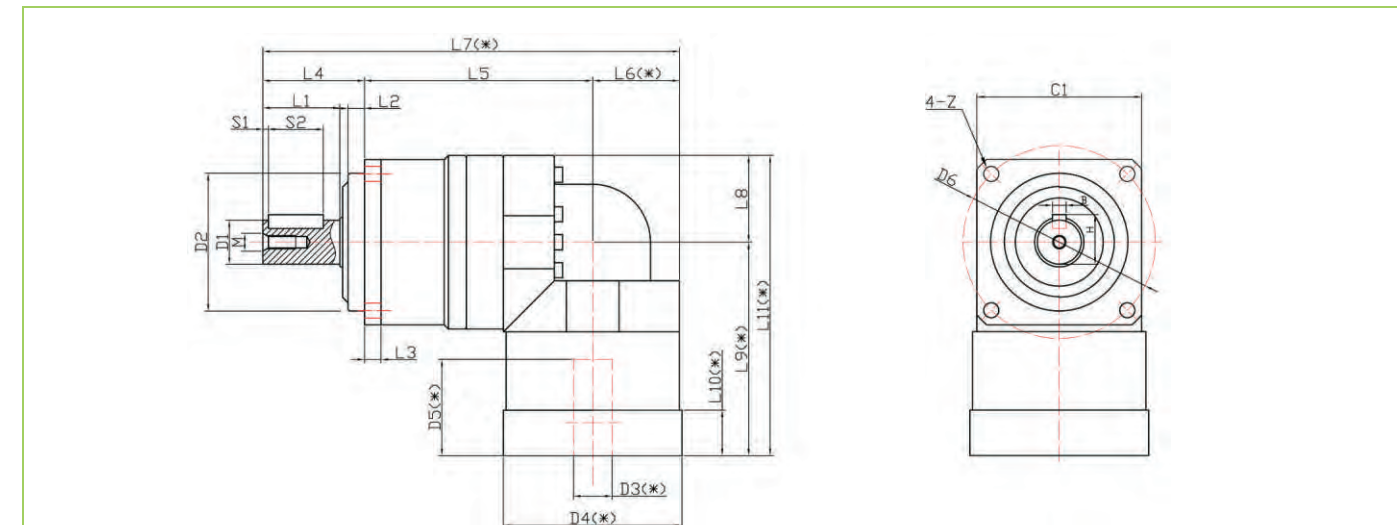 L7(*)
L4 L5 L6(*)
L1 L2
S1 S2
D2
D1
M
L3
D5(*)
L10(*)
L9(*)
L8
L11(*)
D3(*)
D4(*)
C1
4-Z
D6
B
H